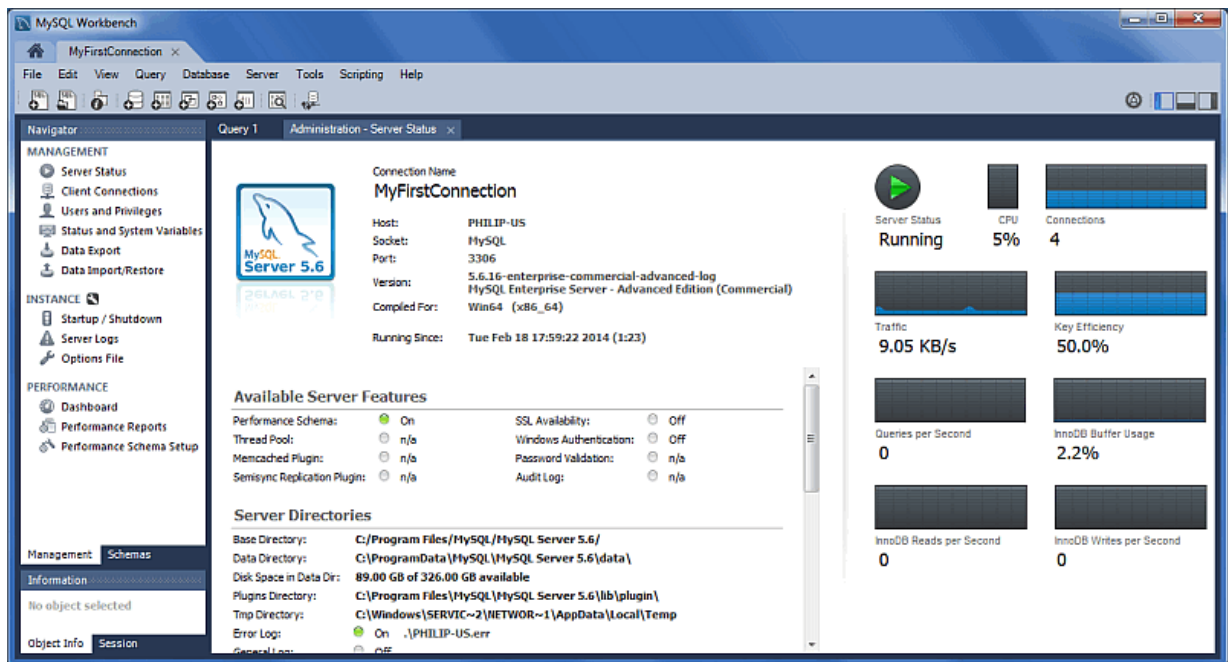 MySQL Workbench
MyFirstConnection ×
File Edit View Query Database Server Tools Scripting Help
Navigator
MANAGEMENT
Server Status
Client Connections
Users and Privileges
Status and System Variables
Data Export
Data Import/Restore
INSTANCE
Startup / Shutdown
Server Logs
Options File
PERFORMANCE
Dashboard
Performance Reports
Performance Schema Setup
Management Schemas
Information
No object selected
Object Info Session
Query 1 Administration - Server Status ×
MySQL
Server 5.6
Connection Name
MyFirstConnection
Host: PHILIP-US
Socket: MySQL
Port: 3306
Version: 5.6.16-enterprise-commercial-advanced-log
MySQL Enterprise Server - Advanced Edition (Commercial)
Compiled For: Win64 (x86_64)
Running Since: Tue Feb 18 17:59:22 2014 (1:23)
Available Server Features
Performance Schema: On SSL Availability: Off
Thread Pool: n/a Windows Authentication: Off
Memcached Plugin: n/a Password Validation: n/a
Semisync Replication Plugin: n/a Audit Log: n/a
Server Directories
Base Directory: C:/Program Files/MySQL/MySQL Server 5.6/
Data Directory: C:\ProgramData\MySQL\MySQL Server 5.6\data\
Disk Space in Data Dir: 89.00 GB of 326.00 GB available
Plugins Directory: C:\Program Files\MySQL\MySQL Server 5.6\lib\plugin\
Tmp Directory: C:\Windows\SERVIC~2\NETWOR~1\AppData\Local\Temp
Error Log: On .\PHILIP-US.err
General Log: Off
Server Status CPU Connections
Running 5% 4
Traffic Key Efficiency
9.05 KB/s 50.0%
Queries per Second InnoDB Buffer Usage
0 2.2%
InnoDB Reads per Second InnoDB Writes per Second
0 0